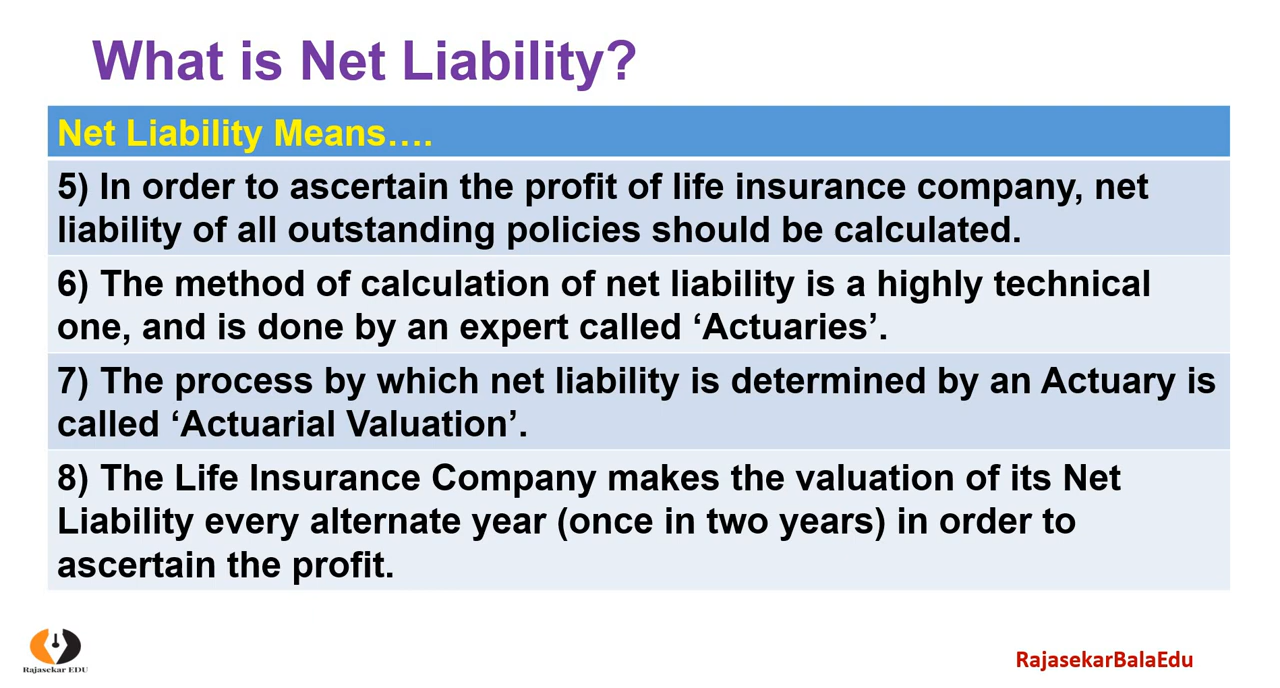 What is Net Liability?
Net Liability Means….
5) In order to ascertain the profit of life insurance company, net
liability of all outstanding policies should be calculated.
6) The method of calculation of net liability is a highly technical
one, and is done by an expert called ‘Actuaries’.
7) The process by which net liability is determined by an Actuary is
called ‘Actuarial Valuation’.
8) The Life Insurance Company makes the valuation of its Net
Liability every alternate year (once in two years) in order to
ascertain the profit.
Rajasekar EDU
RajasekarBalaEdu